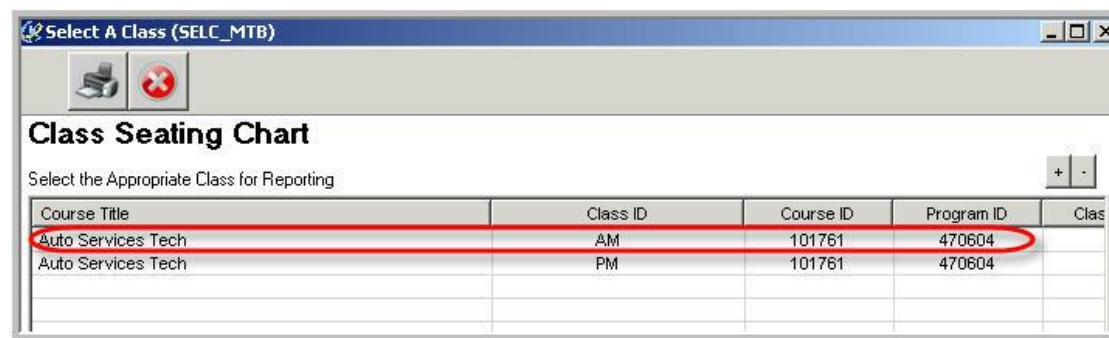 Select A Class (SELC_MTB)
Class Seating Chart
Select the Appropriate Class for Reporting
+ -
Course Title Class ID Course ID Program ID Clas
Auto Services Tech AM 101761 470604
Auto Services Tech PM 101761 470604